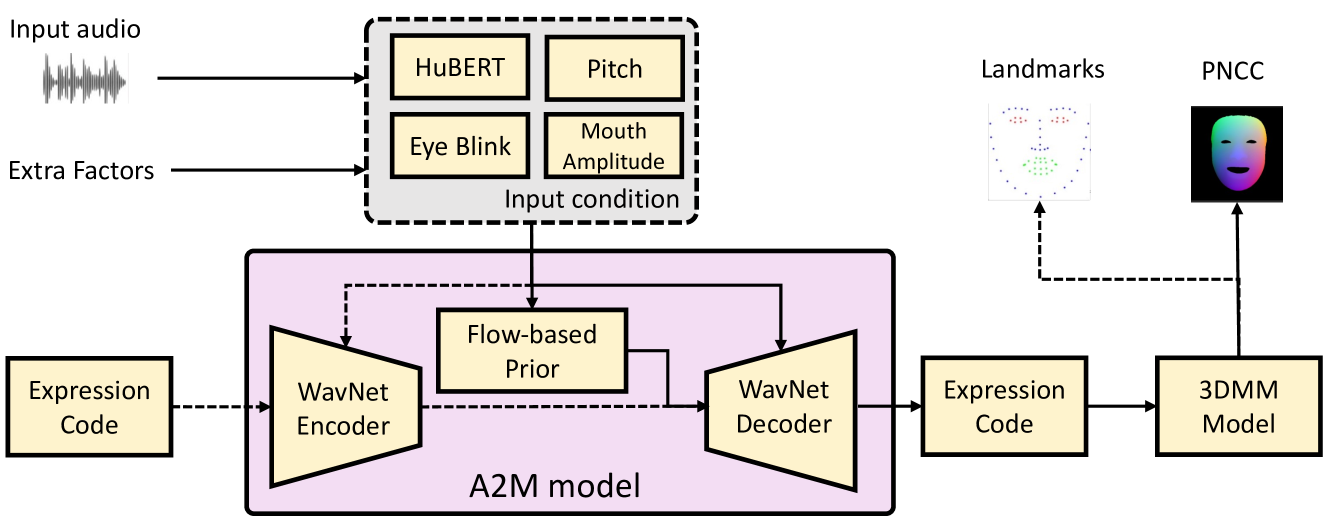 Input audio
Extra Factors
HuBERT
Pitch
Eye Blink
Mouth
Amplitude
Input condition
Landmarks
PNCC
Expression
Code
WavNet
Encoder
Flow-based
Prior
WavNet
Decoder
A2M model
Expression
Code
3DMM
Model